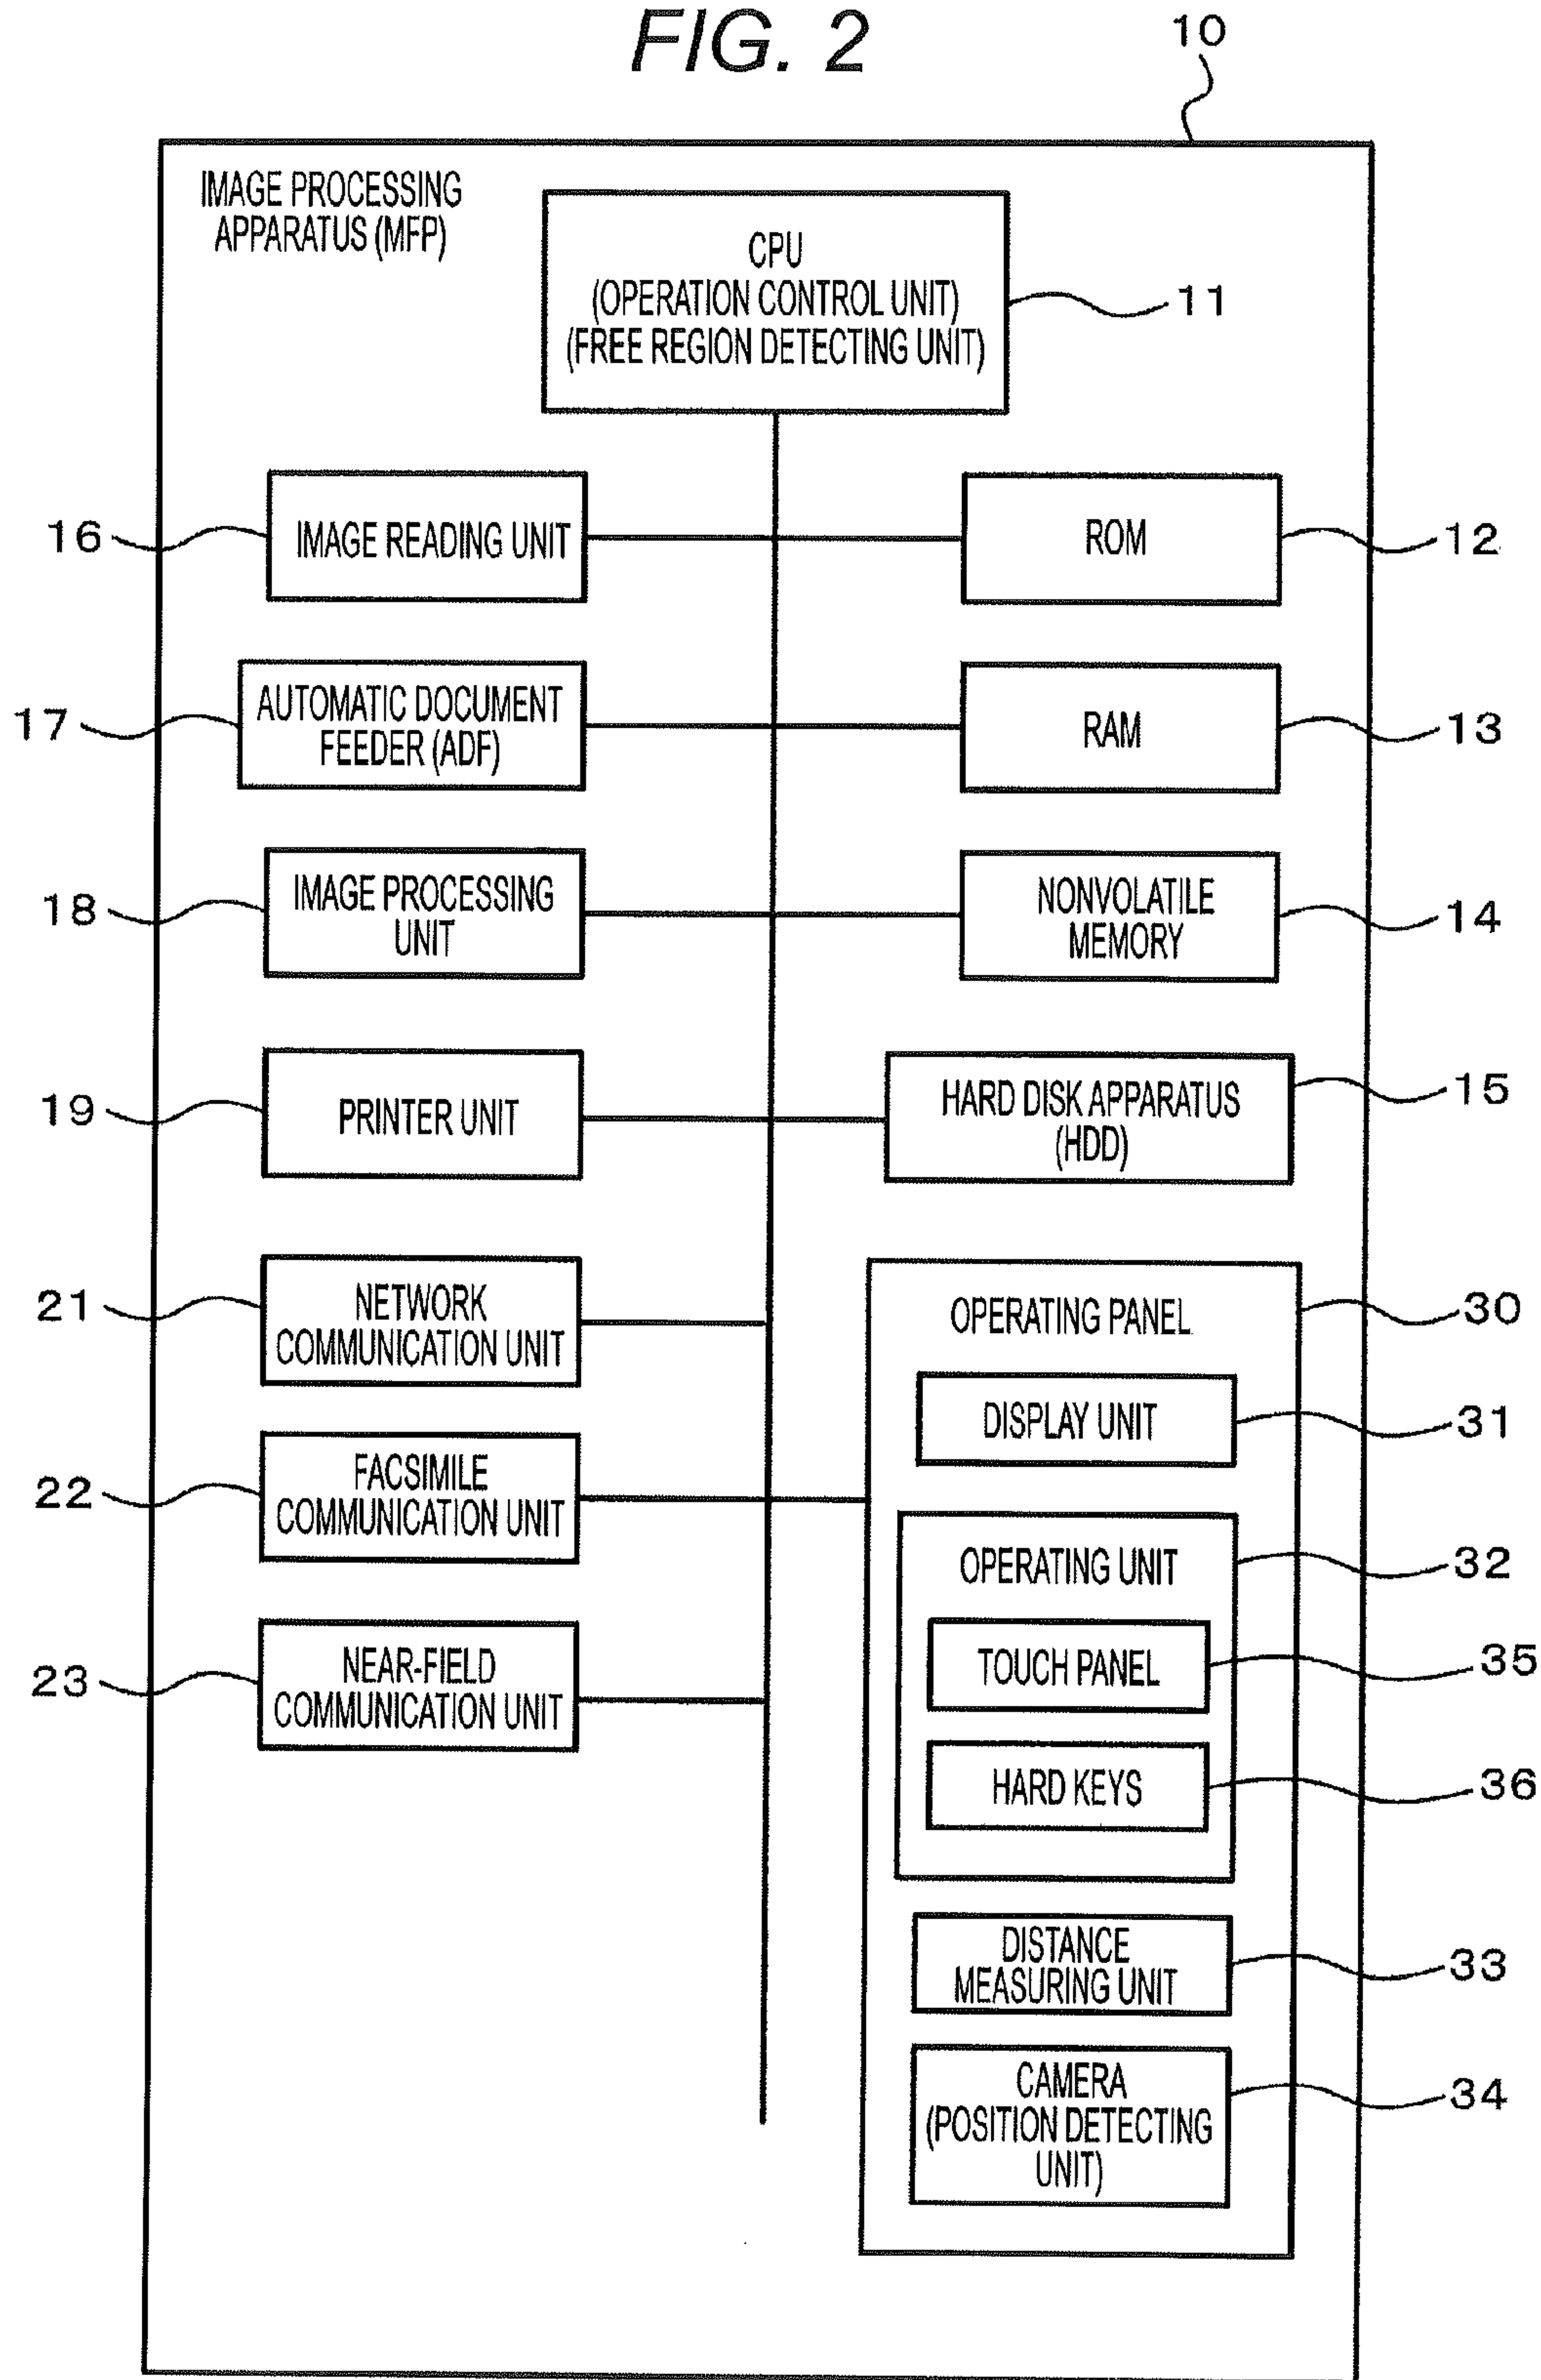 FIG. 2
10
IMAGE PROCESSING
APPARATUS (MFP)
CPU
(OPERATION CONTROL UNIT)
(FREE REGION DETECTING UNIT)
11
16
IMAGE READING UNIT
ROM
12
17
AUTOMATIC DOCUMENT
FEEDER (ADF)
RAM
13
18
IMAGE PROCESSING
UNIT
NONVOLATILE
MEMORY
14
19
PRINTER UNIT
HARD DISK APPARATUS
(HDD)
15
21
NETWORK
COMMUNICATION UNIT
OPERATING PANEL
30
DISPLAY UNIT
31
22
FACSIMILE
COMMUNICATION UNIT
OPERATING UNIT
32
23
NEAR-FIELD
COMMUNICATION UNIT
TOUCH PANEL
35
HARD KEYS
36
DISTANCE
MEASURING UNIT
33
CAMERA
(POSITION DETECTING
UNIT)
34